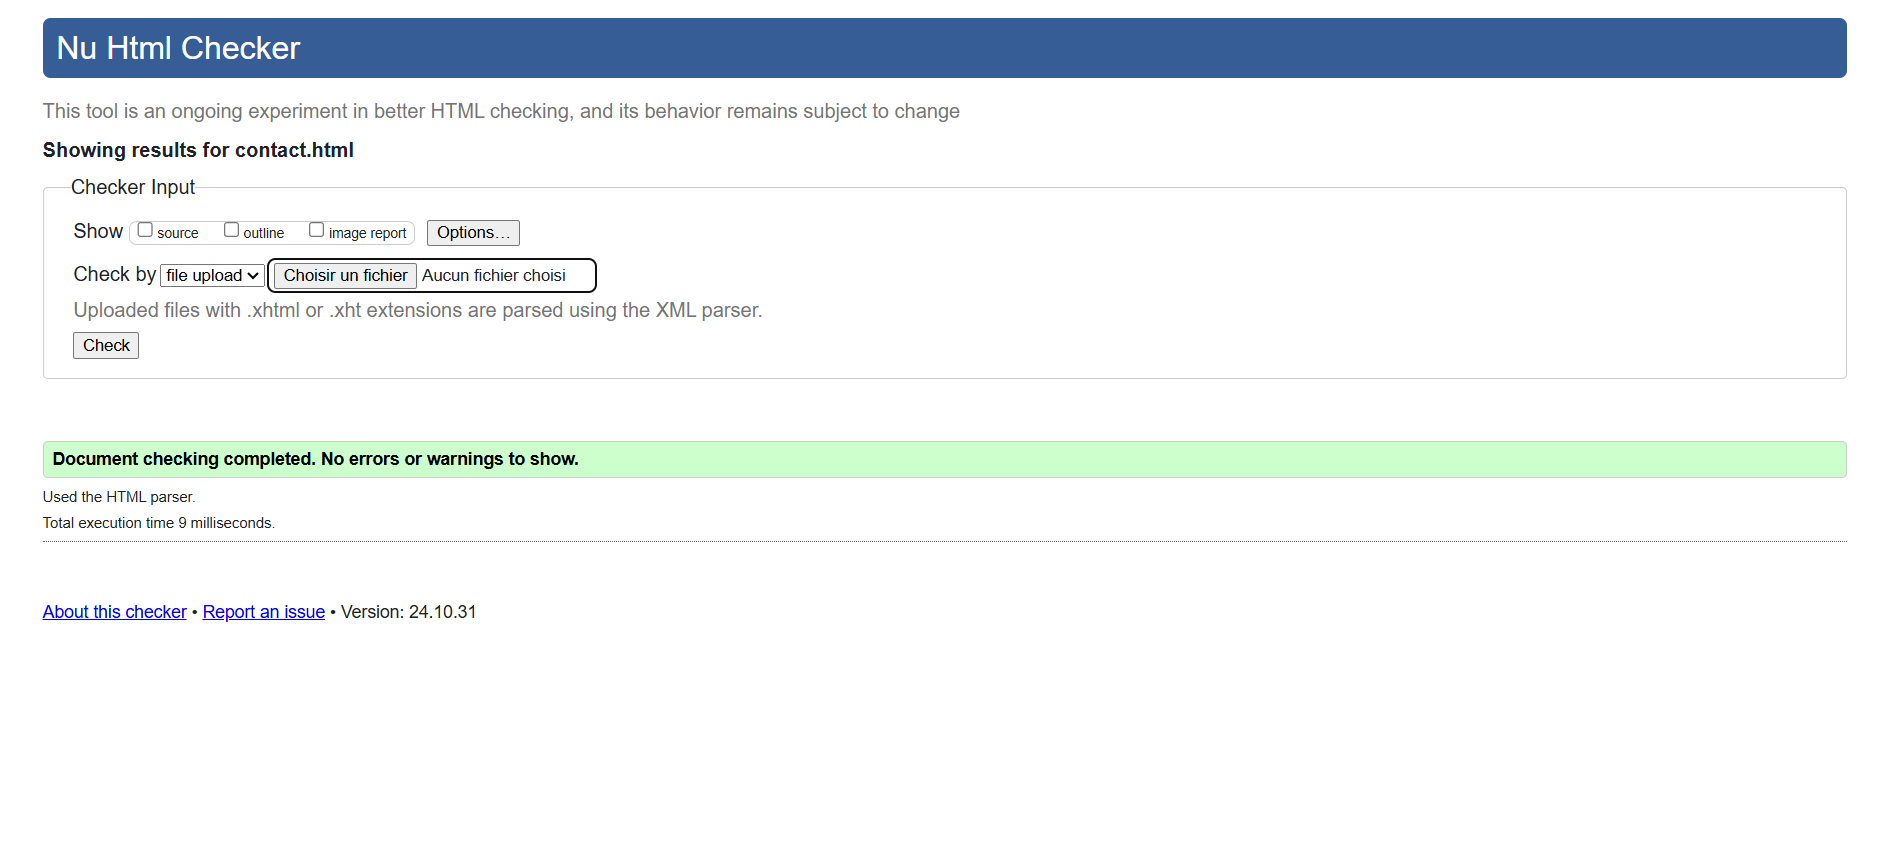 Nu Html Checker
This tool is an ongoing experiment in better HTML checking, and its behavior remains subject to change
Showing results for contact.html
Checker Input
Show source outline image report Options…
Check by file upload Choisir un fichier Aucun fichier choisi
Uploaded files with .xhtml or .xht extensions are parsed using the XML parser.
Check
Document checking completed. No errors or warnings to show.
Used the HTML parser.
Total execution time 9 milliseconds.
About this checker • Report an issue • Version: 24.10.31